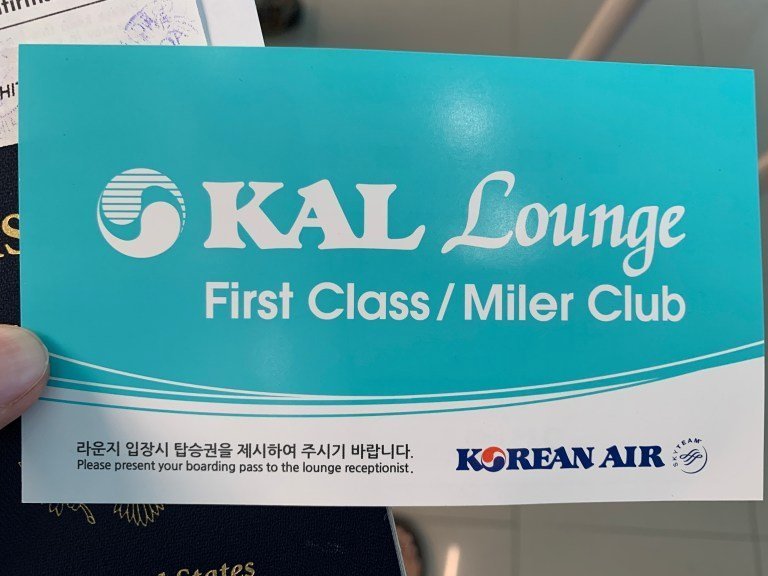 KAL Lounge
First Class / Miler Club
라운지 입장시 탑승권을 제시하여 주시기 바랍니다.
Please present your boarding pass to the lounge receptionist.
KOREAN AIR
SKYTEAM
States